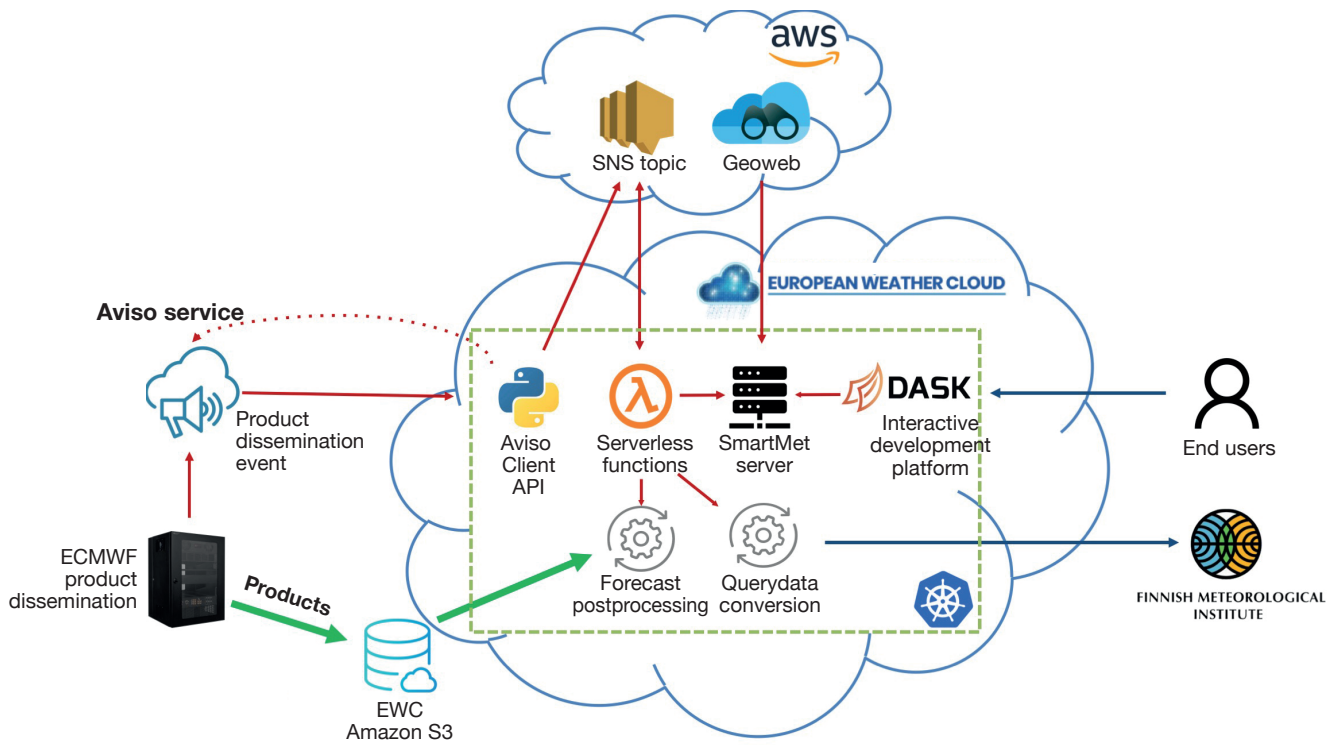 aws
SNS topic
Geoweb
EUROPEAN WEATHER CLOUD
Aviso service
Product
dissemination
event
Aviso
Client
API
λ
Serverless
functions
SmartMet
server
DASK
Interactive
development
platform
End users
ECMWF
product
dissemination
Products
Forecast
postprocessing
Querydata
conversion
FINNISH METEOROLOGICAL
INSTITUTE
EWC
Amazon S3